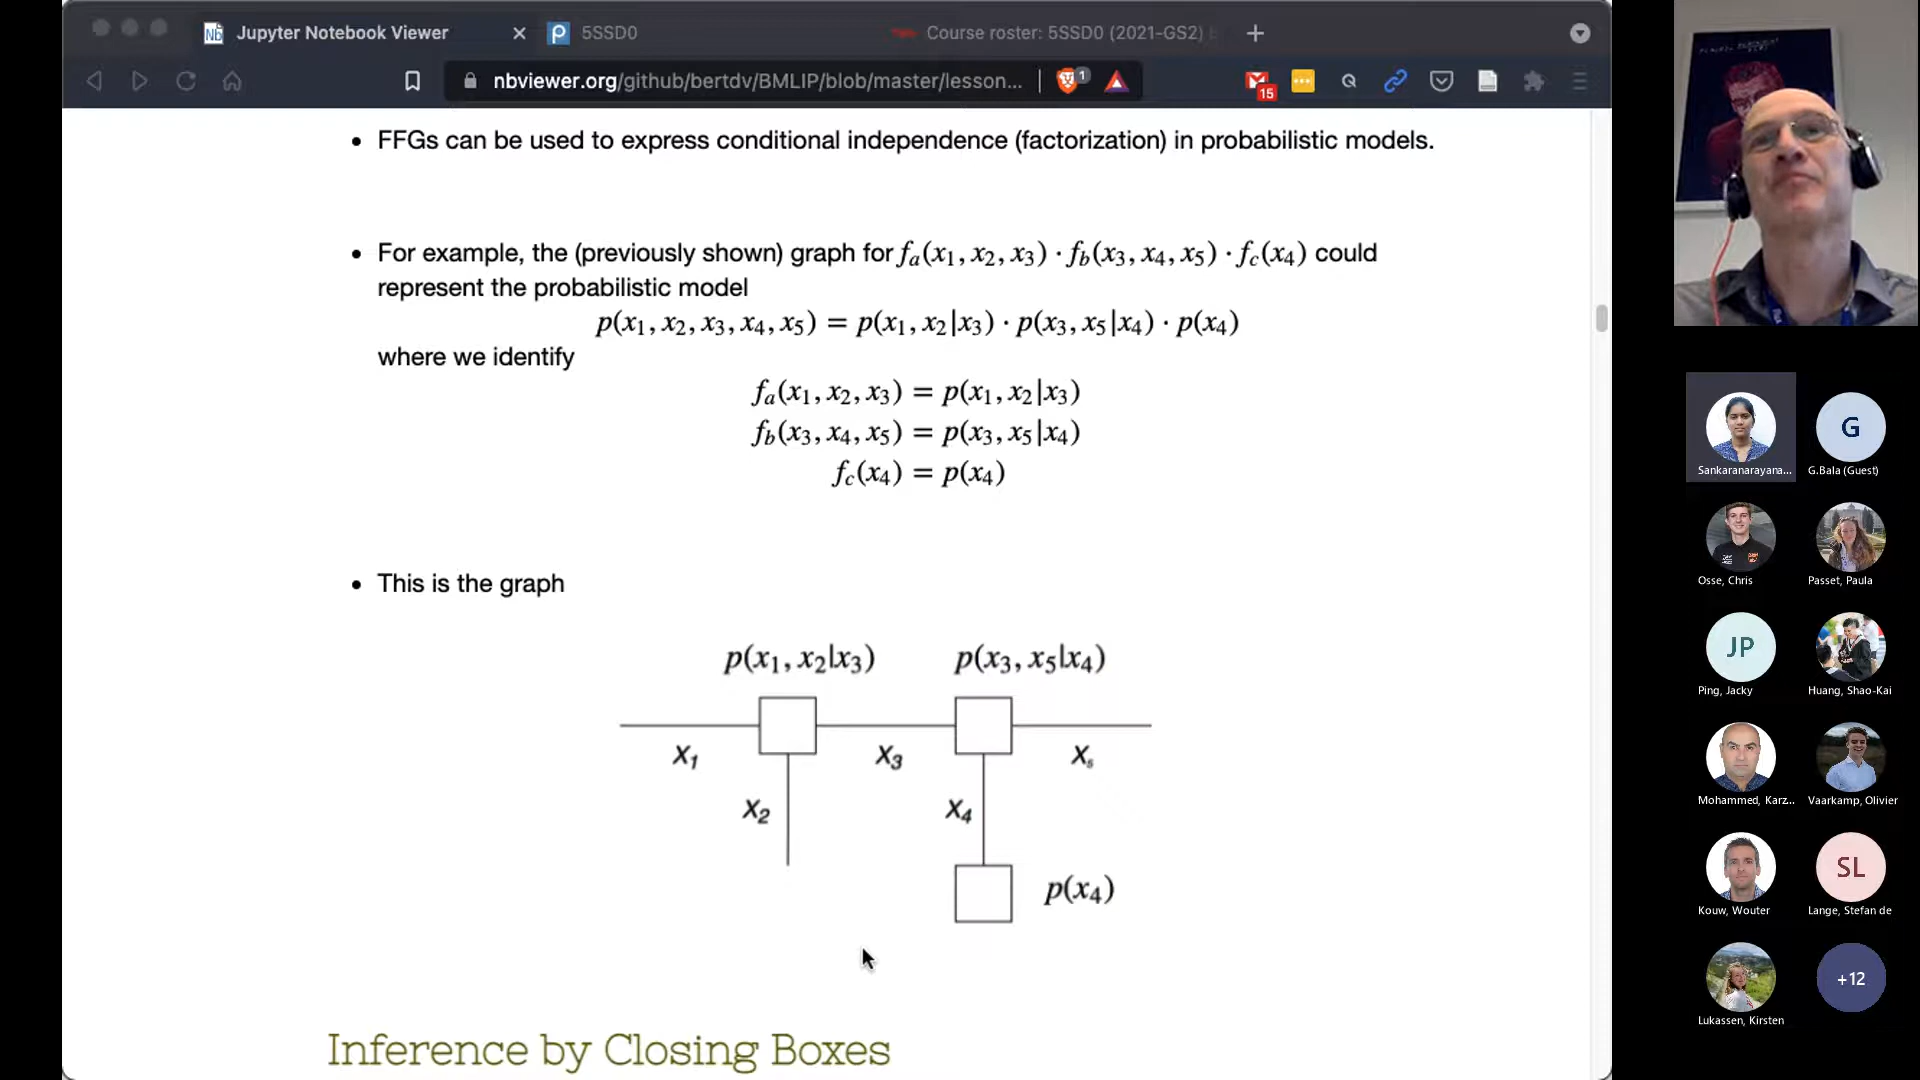 Jupyter Notebook Viewer
5SSD0
Course roster: 5SSD0 (2021-GS2)
nbviewer.org/github/bertdv/BMLIP/blob/master/lesson...
1
15
• FFGs can be used to express conditional independence (factorization) in probabilistic models.
• For example, the (previously shown) graph for fₐ(x₁, x₂, x₃) · f_b(x₃, x₄, x₅) · f_c(x₄) could
represent the probabilistic model
p(x₁, x₂, x₃, x₄, x₅) = p(x₁, x₂|x₃) · p(x₃, x₅|x₄) · p(x₄)
where we identify
fₐ(x₁, x₂, x₃) = p(x₁, x₂|x₃)
f_b(x₃, x₄, x₅) = p(x₃, x₅|x₄)
f_c(x₄) = p(x₄)
• This is the graph
p(x₁, x₂|x₃) p(x₃, x₅|x₄)
X₁ X₃ X₅
X₂ X₄
p(x₄)
Inference by Closing Boxes
Sankaranarayana...
G
G.Bala (Guest)
Osse, Chris
Passet, Paula
JP
Ping, Jacky
Huang, Shao-Kai
Mohammed, Karz...
Vaarkamp, Olivier
Kouw, Wouter
SL
Lange, Stefan de
Lukassen, Kirsten
+12